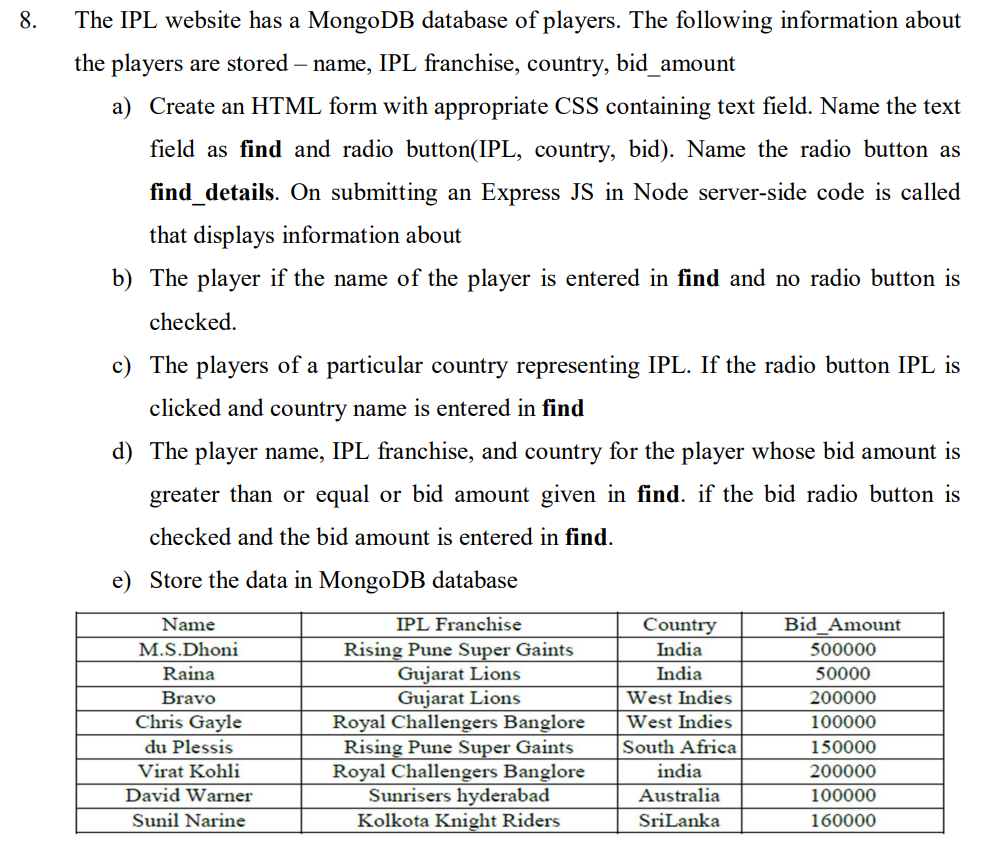 8. The IPL website has a MongoDB database of players. The following information about
the players are stored – name, IPL franchise, country, bid_amount
a) Create an HTML form with appropriate CSS containing text field. Name the text
field as find and radio button(IPL, country, bid). Name the radio button as
find_details. On submitting an Express JS in Node server-side code is called
that displays information about
b) The player if the name of the player is entered in find and no radio button is
checked.
c) The players of a particular country representing IPL. If the radio button IPL is
clicked and country name is entered in find
d) The player name, IPL franchise, and country for the player whose bid amount is
greater than or equal or bid amount given in find. if the bid radio button is
checked and the bid amount is entered in find.
e) Store the data in MongoDB database
Name IPL Franchise Country Bid_Amount
M.S.Dhoni Rising Pune Super Gaints India 500000
Raina Gujarat Lions India 50000
Bravo Gujarat Lions West Indies 200000
Chris Gayle Royal Challengers Banglore West Indies 100000
du Plessis Rising Pune Super Gaints South Africa 150000
Virat Kohli Royal Challengers Banglore india 200000
David Warner Sunrisers hyderabad Australia 100000
Sunil Narine Kolkota Knight Riders SriLanka 160000